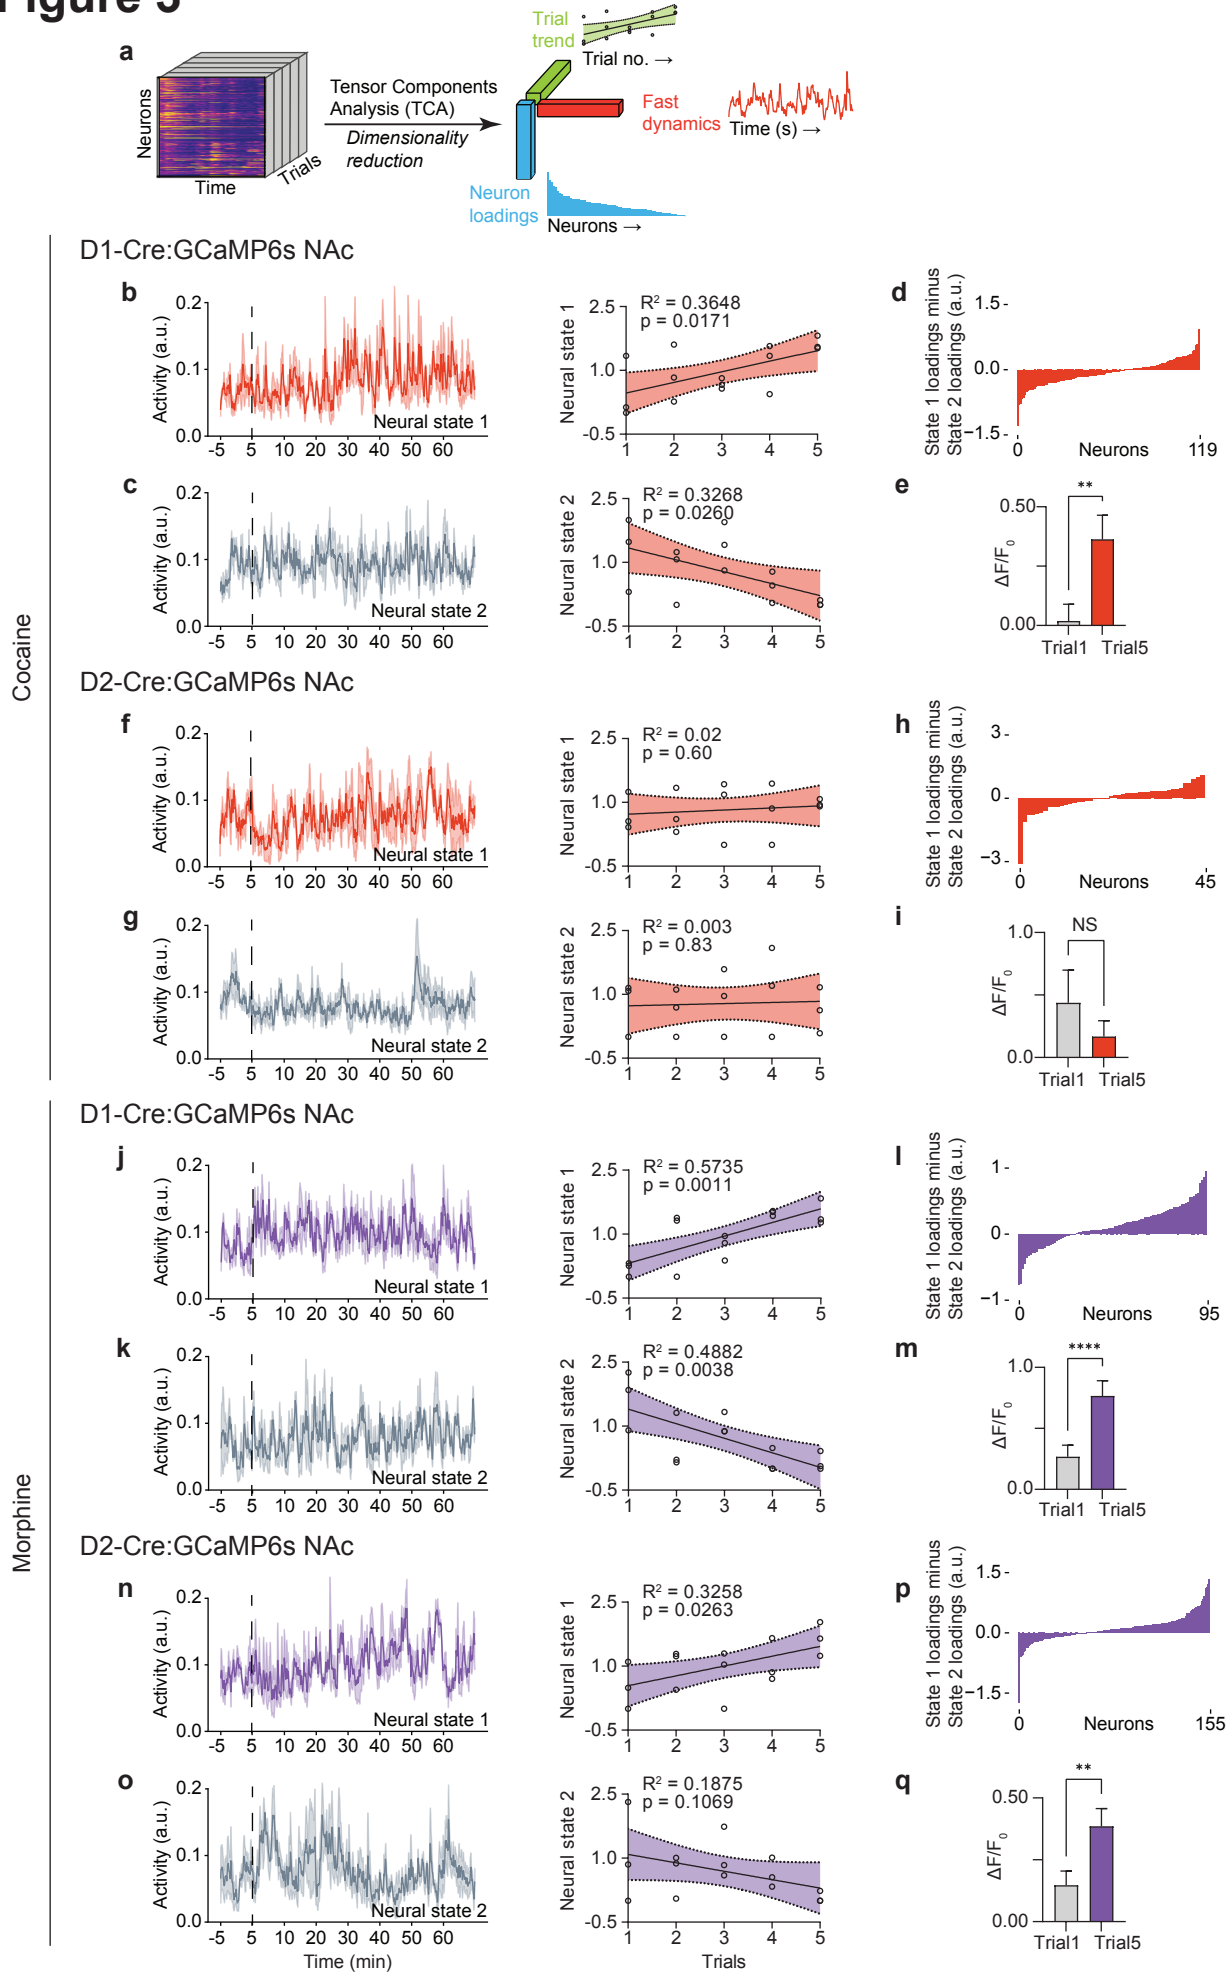 Figure 3
a
Neurons
Time
Trials
Tensor Components
Analysis (TCA)
Dimensionality
reduction
Trial
trend
Trial no. →
Fast
dynamics
Time (s) →
Neuron
loadings
Neurons →
Cocaine
D1-Cre:GCaMP6s NAc
b
Activity (a.u.)
0.2
0.1
0.0
Neural state 1
-5 5 10 20 30 40 50 60
Neural state 1
2.5
1.0
-0.5
R² = 0.3648
p = 0.0171
1 2 3 4 5
d
State 1 loadings minus
State 2 loadings (a.u.)
1.5
0.0
−1.5
0 Neurons 119
c
Activity (a.u.)
0.2
0.1
0.0
Neural state 2
-5 5 10 20 30 40 50 60
Neural state 2
2.5
1.0
-0.5
R² = 0.3268
p = 0.0260
1 2 3 4 5
e
ΔF/F₀
0.50
0.00
**
Trial1 Trial5
D2-Cre:GCaMP6s NAc
f
Activity (a.u.)
0.2
0.1
0.0
Neural state 1
-5 5 10 20 30 40 50 60
Neural state 1
2.5
1.0
-0.5
R² = 0.02
p = 0.60
1 2 3 4 5
h
State 1 loadings minus
State 2 loadings (a.u.)
3
0
−3
0 Neurons 45
g
Activity (a.u.)
0.2
0.1
0.0
Neural state 2
-5 5 10 20 30 40 50 60
Neural state 2
2.5
1.0
-0.5
R² = 0.003
p = 0.83
1 2 3 4 5
i
ΔF/F₀
1.0
0.0
NS
Trial1 Trial5
Morphine
D1-Cre:GCaMP6s NAc
j
Activity (a.u.)
0.2
0.1
0.0
Neural state 1
-5 5 10 20 30 40 50 60
Neural state 1
2.5
1.0
-0.5
R² = 0.5735
p = 0.0011
1 2 3 4 5
l
State 1 loadings minus
State 2 loadings (a.u.)
1
0
−1
0 Neurons 95
k
Activity (a.u.)
0.2
0.1
0.0
Neural state 2
-5 5 10 20 30 40 50 60
Neural state 2
2.5
1.0
-0.5
R² = 0.4882
p = 0.0038
1 2 3 4 5
m
ΔF/F₀
1.0
0.0
****
Trial1 Trial5
D2-Cre:GCaMP6s NAc
n
Activity (a.u.)
0.2
0.1
0.0
Neural state 1
-5 5 10 20 30 40 50 60
Neural state 1
2.5
1.0
-0.5
R² = 0.3258
p = 0.0263
1 2 3 4 5
p
State 1 loadings minus
State 2 loadings (a.u.)
1.5
0.0
−1.5
0 Neurons 155
o
Activity (a.u.)
0.2
0.1
0.0
Neural state 2
-5 5 10 20 30 40 50 60
Time (min)
Neural state 2
2.5
1.0
-0.5
R² = 0.1875
p = 0.1069
1 2 3 4 5
Trials
q
ΔF/F₀
0.50
0.00
**
Trial1 Trial5